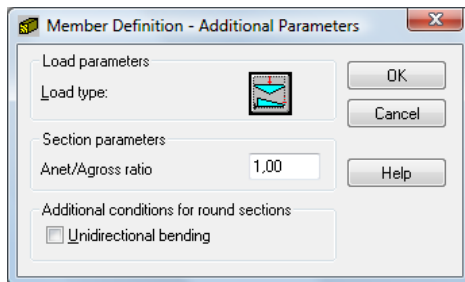 Member Definition - Additional Parameters
Load parameters
Load type:
OK
Cancel
Section parameters
Anet/Agross ratio
1,00
Help
Additional conditions for round sections
Unidirectional bending